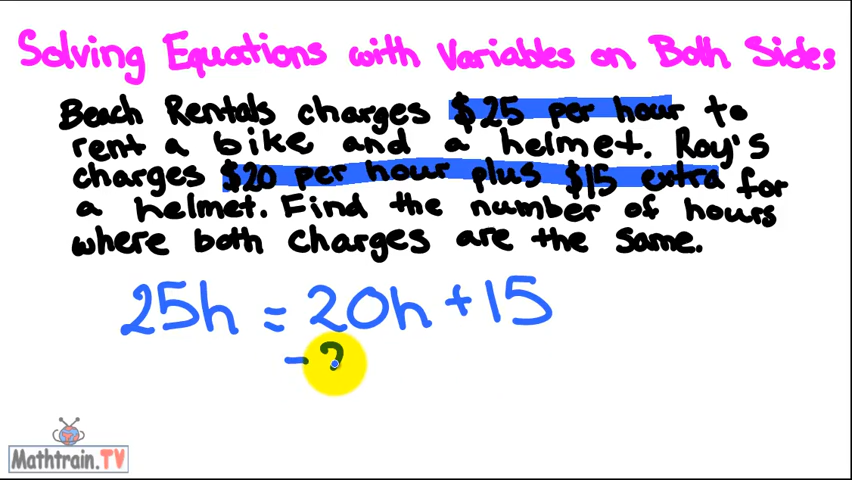 Solving Equations with Variables on Both Sides
Beach Rentals charges $25 per hour to
rent a bike and a helmet. Roy's
charges $20 per hour plus $15 extra for
a helmet. Find the number of hours
where both charges are the same.
25h = 20h + 15
- 2
Mathtrain.TV